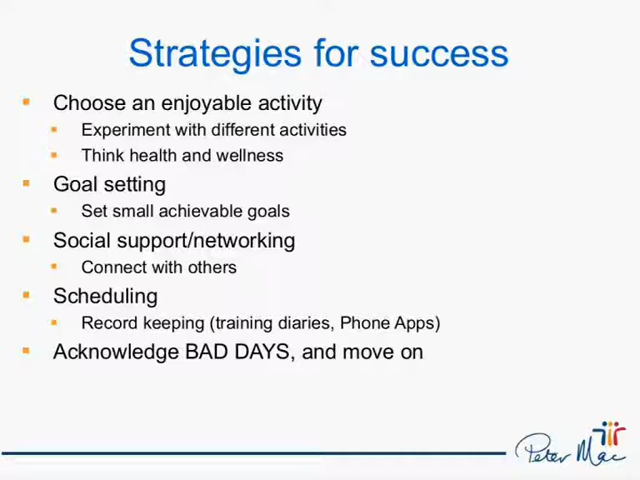 Strategies for success
Choose an enjoyable activity
Experiment with different activities
Think health and wellness
Goal setting
Set small achievable goals
Social support/networking
Connect with others
Scheduling
Record keeping (training diaries, Phone Apps)
Acknowledge BAD DAYS, and move on
Peter Mac